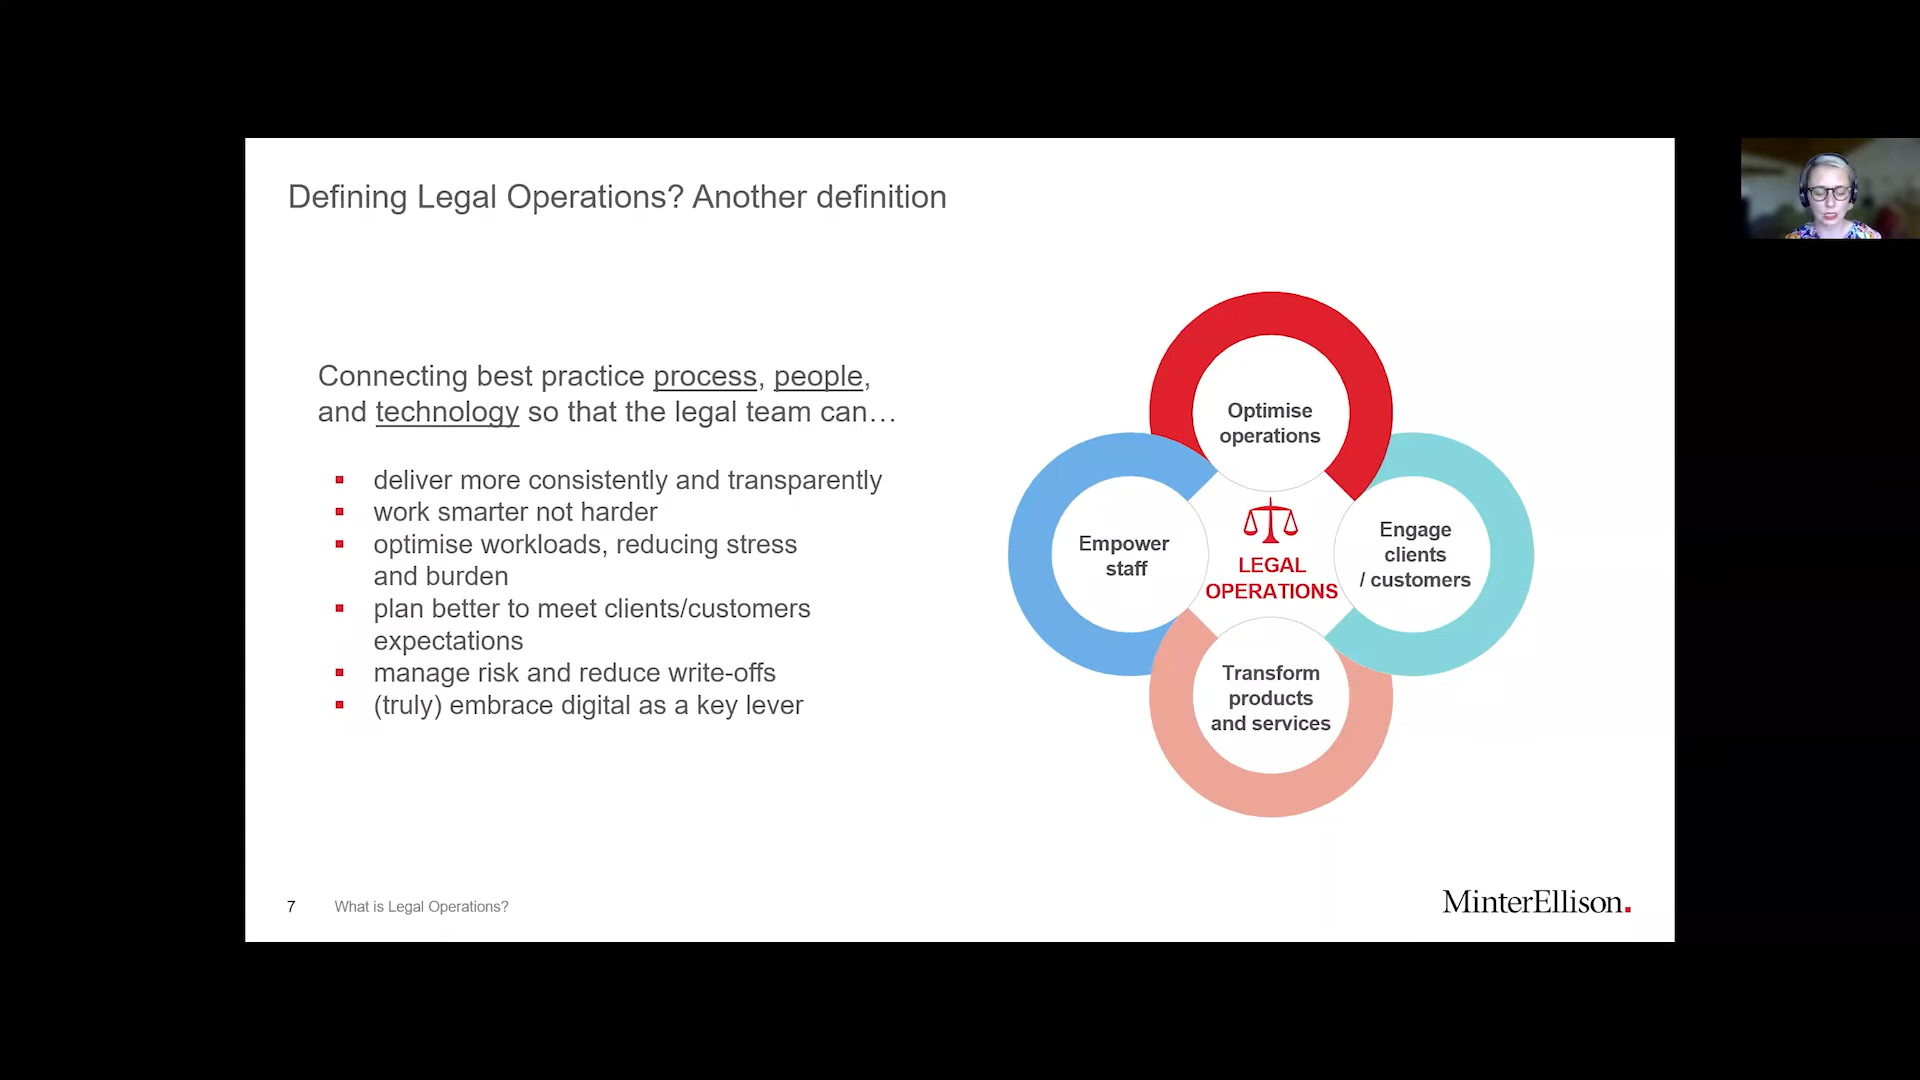 Defining Legal Operations? Another definition
Connecting best practice process, people,
and technology so that the legal team can…
▪ deliver more consistently and transparently
▪ work smarter not harder
▪ optimise workloads, reducing stress
and burden
▪ plan better to meet clients/customers
expectations
▪ manage risk and reduce write-offs
▪ (truly) embrace digital as a key lever
Optimise
operations
Empower
staff
LEGAL
OPERATIONS
Engage
clients
/ customers
Transform
products
and services
7
What is Legal Operations?
MinterEllison.